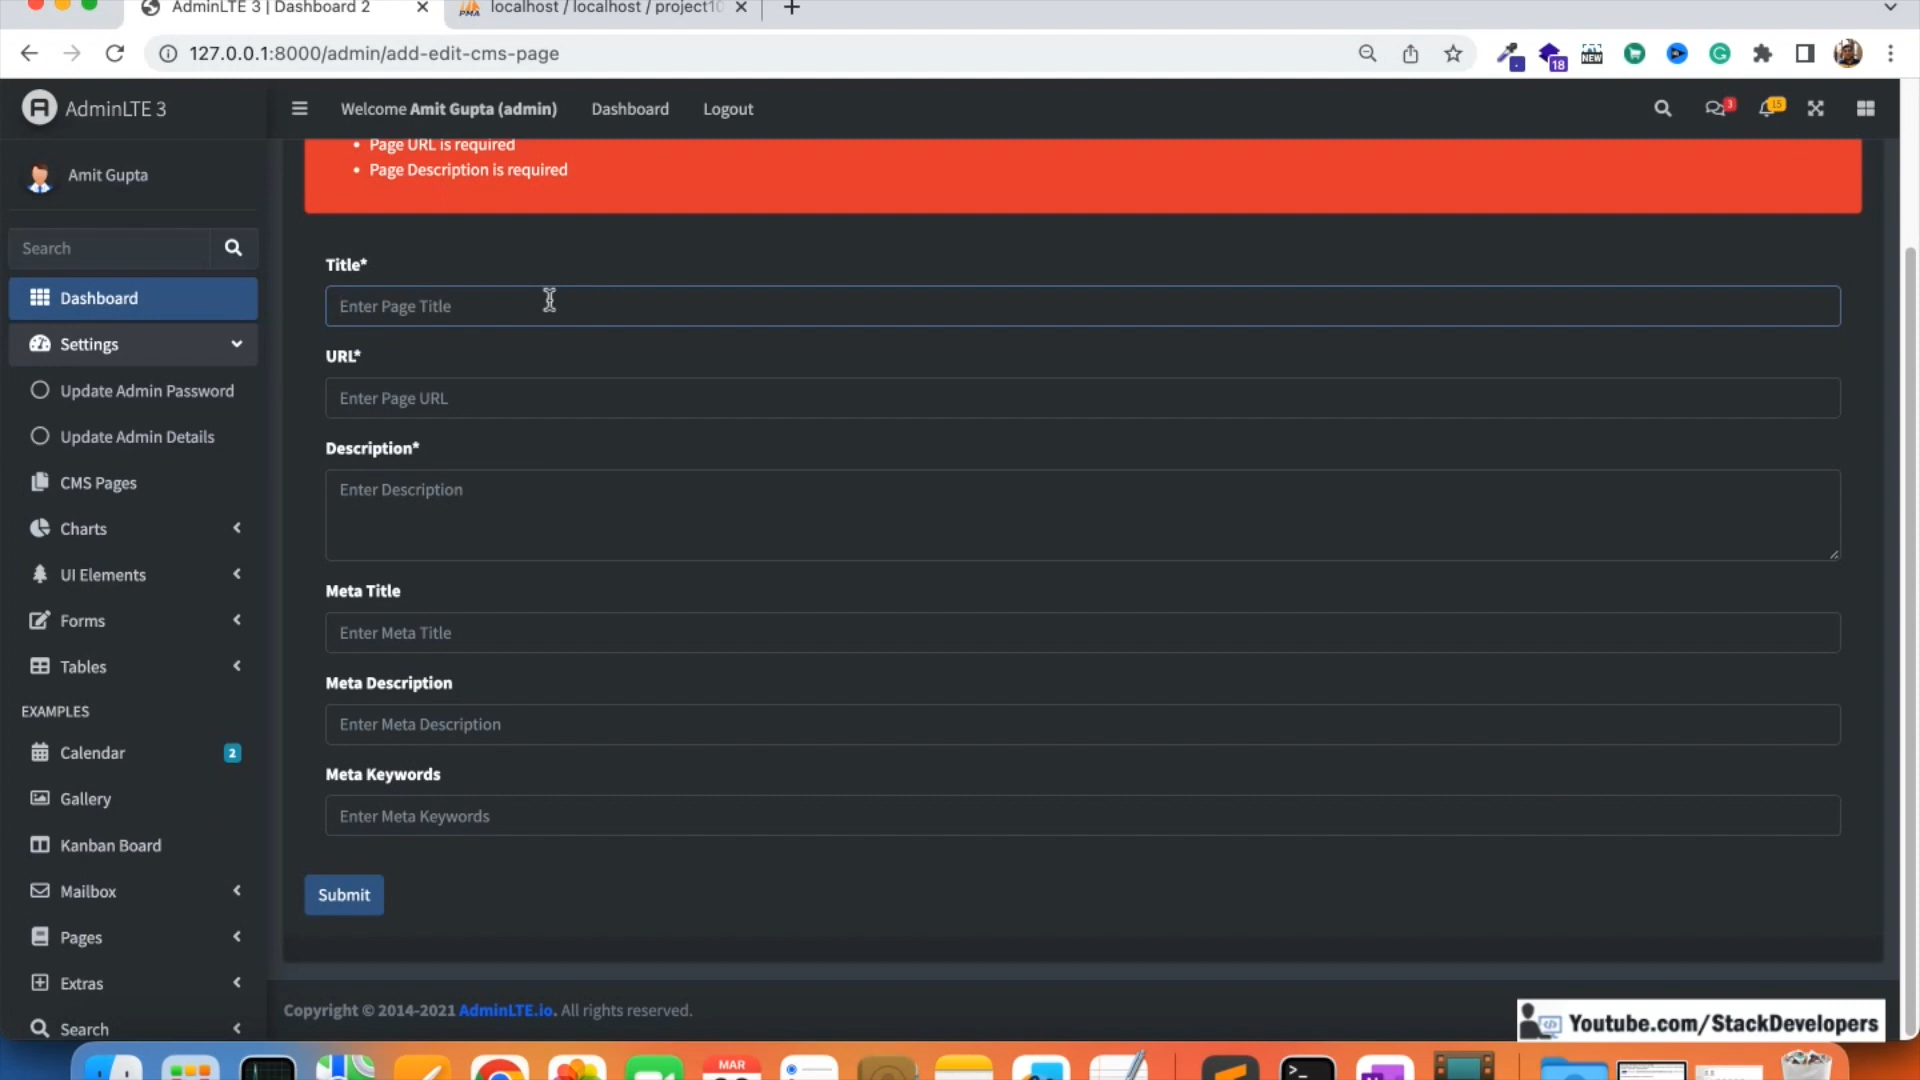 AdminLTE 3 | Dashboard 2
localhost / localhost / project10
127.0.0.1:8000/admin/add-edit-cms-page
18
NEW
AdminLTE 3
Welcome Amit Gupta (admin)
Dashboard
Logout
3
15
Page URL is required
Page Description is required
Amit Gupta
Search
Dashboard
Settings
Update Admin Password
Update Admin Details
CMS Pages
Charts
UI Elements
Forms
Tables
EXAMPLES
Calendar
2
Gallery
Kanban Board
Mailbox
Pages
Extras
Search
Title*
Enter Page Title
URL*
Enter Page URL
Description*
Enter Description
Meta Title
Enter Meta Title
Meta Description
Enter Meta Description
Meta Keywords
Enter Meta Keywords
Submit
Copyright © 2014-2021 AdminLTE.io. All rights reserved.
Youtube.com/StackDevelopers
MAR